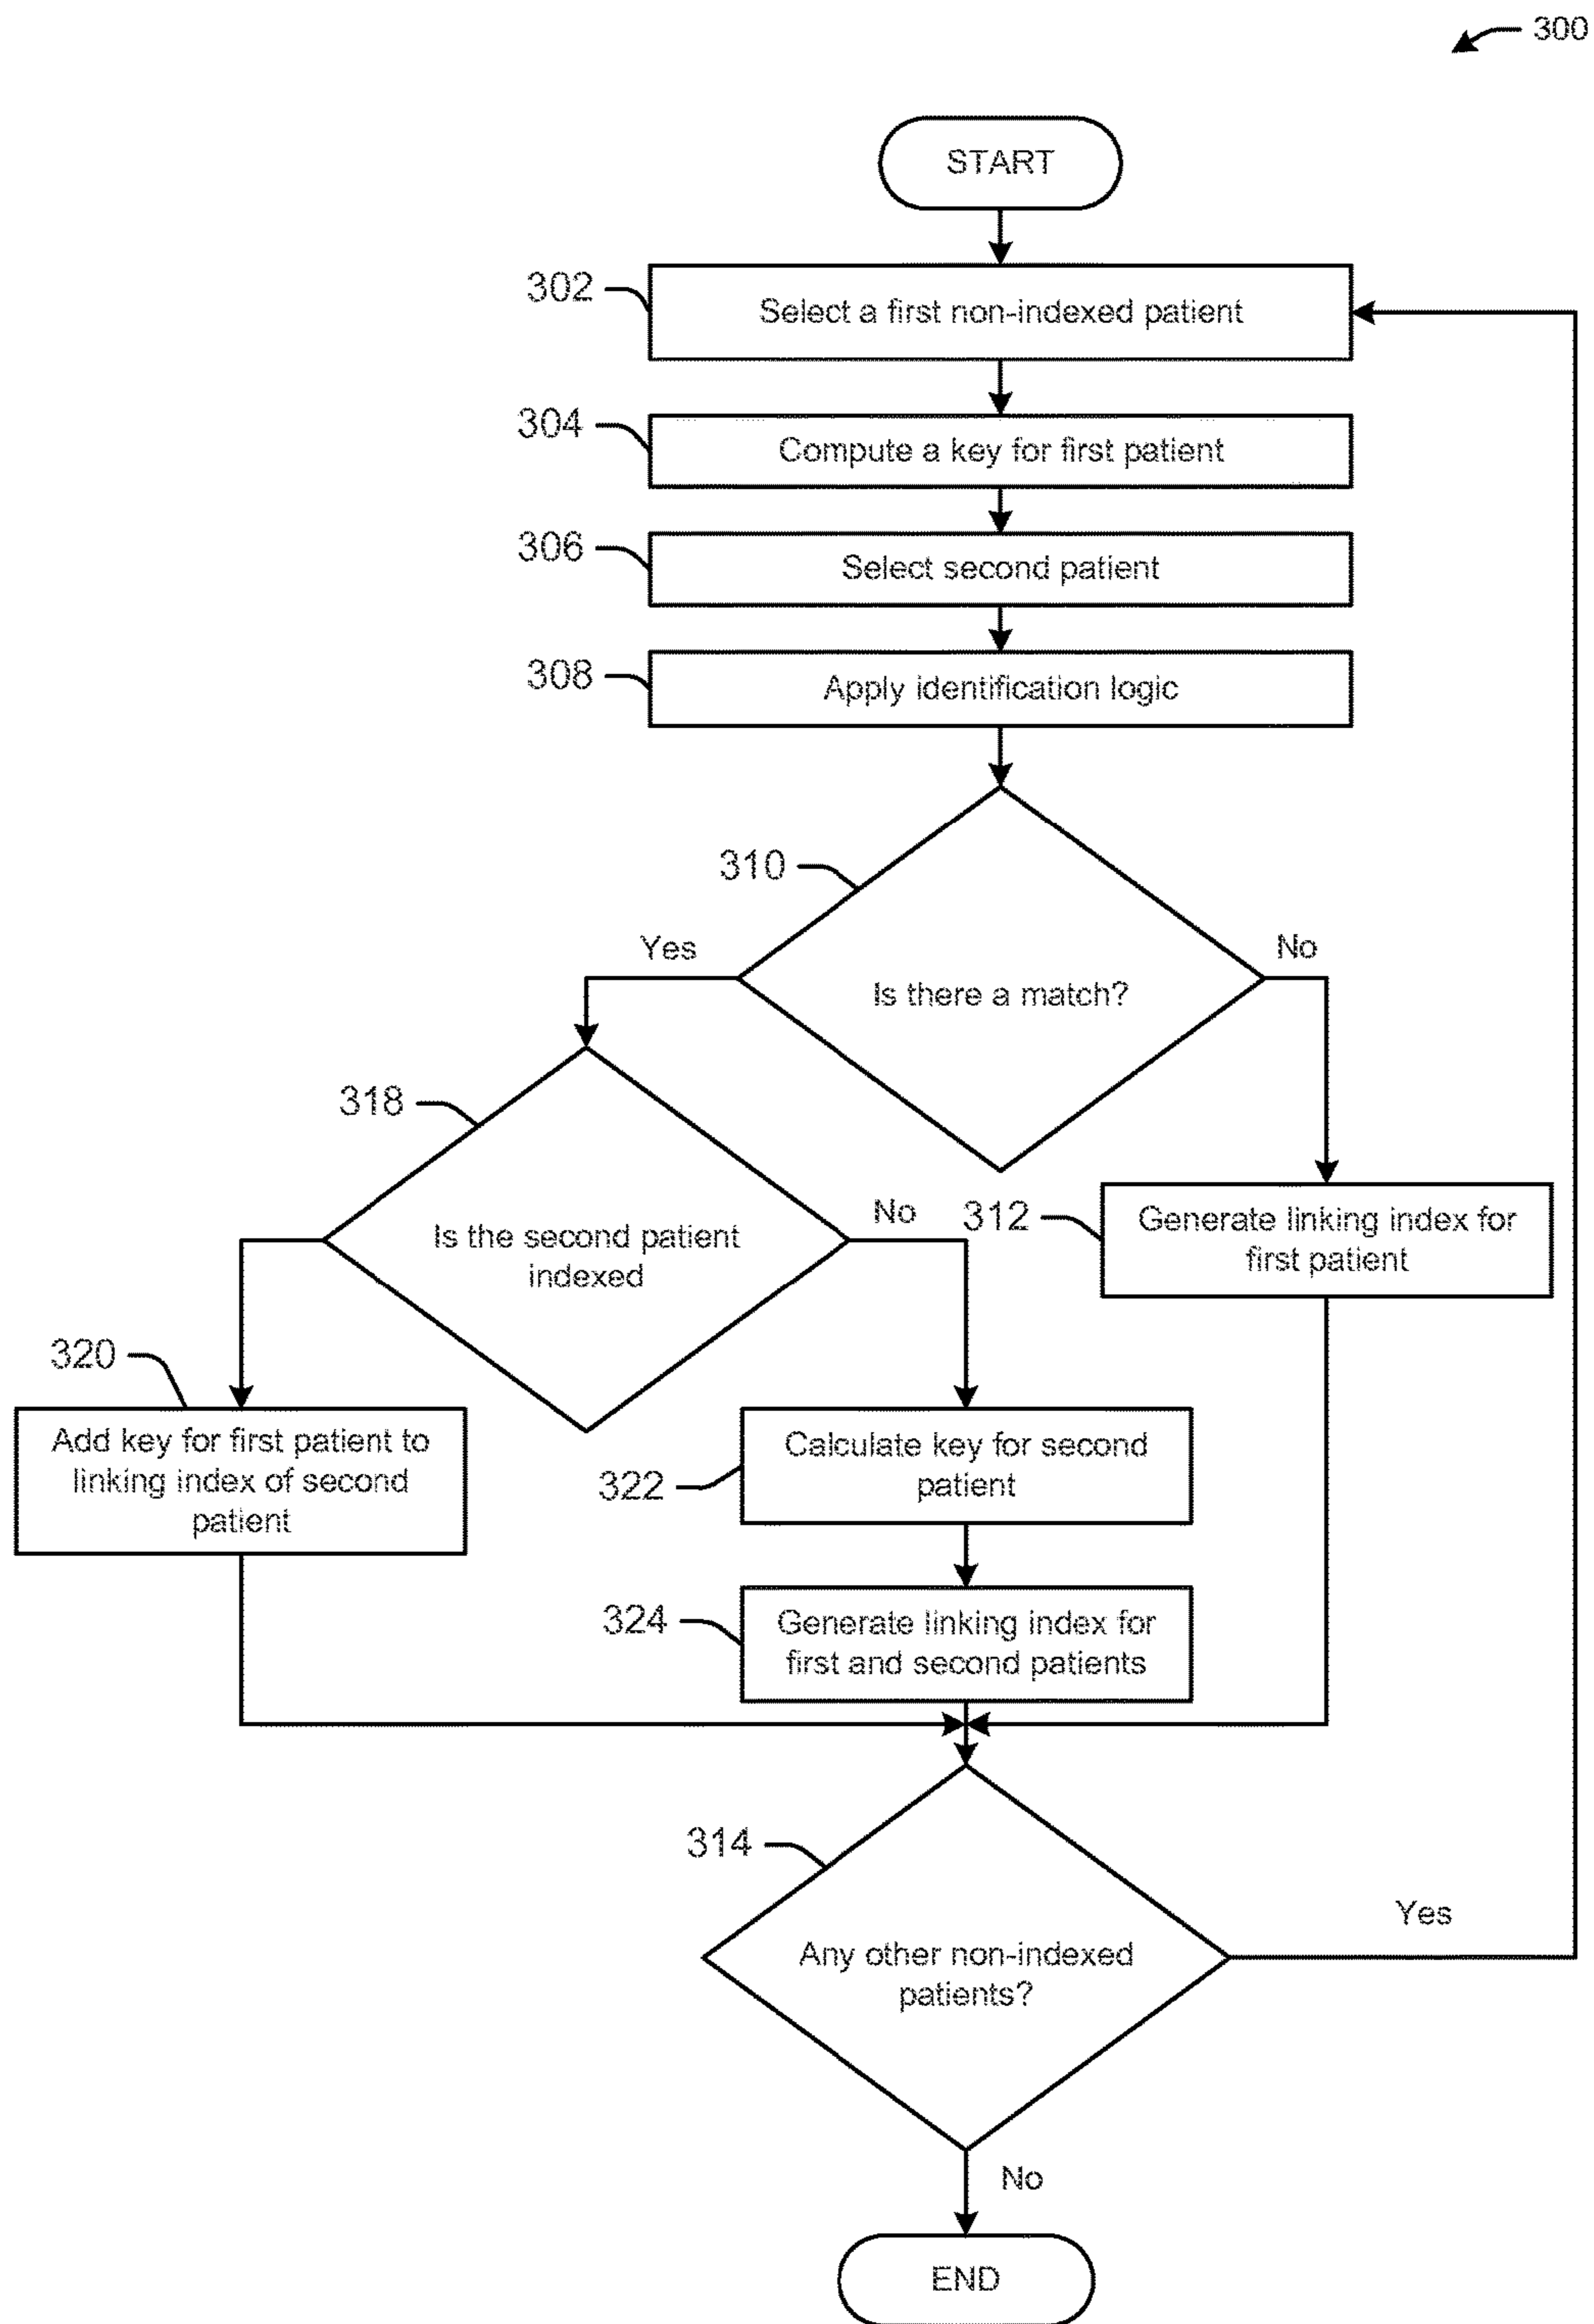 300
START
302
Select a first non-indexed patient
304
Compute a key for first patient
306
Select second patient
308
Apply identification logic
310
Yes
No
Is there a match?
318
Is the second patient
indexed
No
312
Generate linking index for
first patient
320
Add key for first patient to
linking index of second
patient
322
Calculate key for second
patient
324
Generate linking index for
first and second patients
314
Any other non-indexed
patients?
Yes
No
END